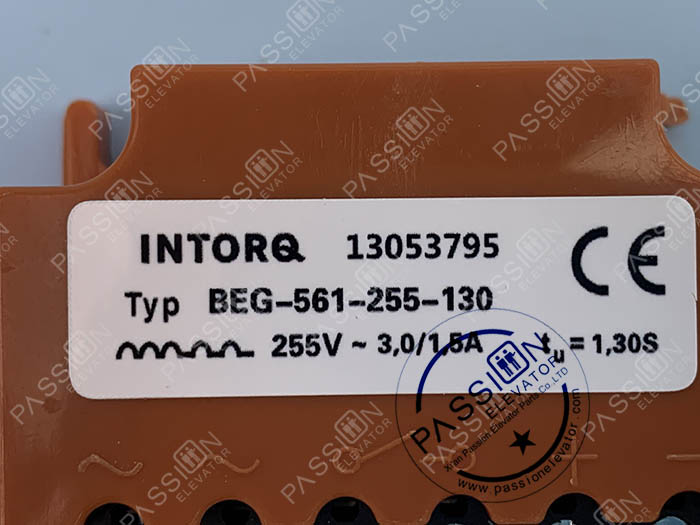 INTORQ 13053795
Typ BEG-561-255-130
255V ~ 3,0/1,5A tu = 1,30S
CE
PASSION
ELEVATOR
Xi'an Passion Elevator Parts Co.,LTD
www.passionelevator.com